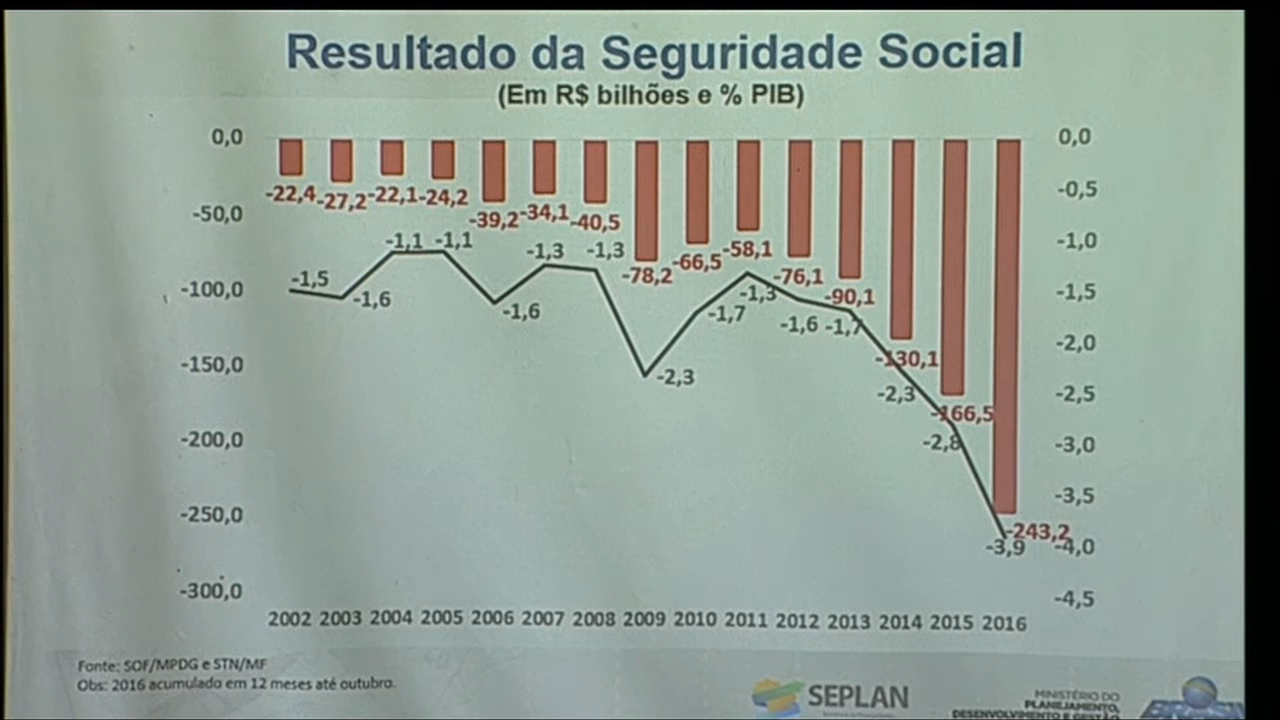 Resultado da Seguridade Social
(Em R$ bilhões e % PIB)
0,0
-50,0
-100,0
-150,0
-200,0
-250,0
-300,0
0,0
-0,5
-1,0
-1,5
-2,0
-2,5
-3,0
-3,5
-4,0
-4,5
-22,4 -27,2 -22,1 -24,2 -39,2 -34,1 -40,5 -78,2 -66,5 -58,1 -76,1 -90,1 -130,1 -166,5 -243,2
-1,5 -1,6 -1,1 -1,1 -1,6 -1,3 -1,3 -2,3 -1,7 -1,3 -1,6 -1,7 -2,3 -2,8 -3,9
2002 2003 2004 2005 2006 2007 2008 2009 2010 2011 2012 2013 2014 2015 2016
Fonte: SOF/MPDG e STN/MF
Obs: 2016 acumulado em 12 meses até outubro.
SEPLAN
MINISTÉRIO DO
PLANEJAMENTO,
DESENVOLVIMENTO E GESTÃO